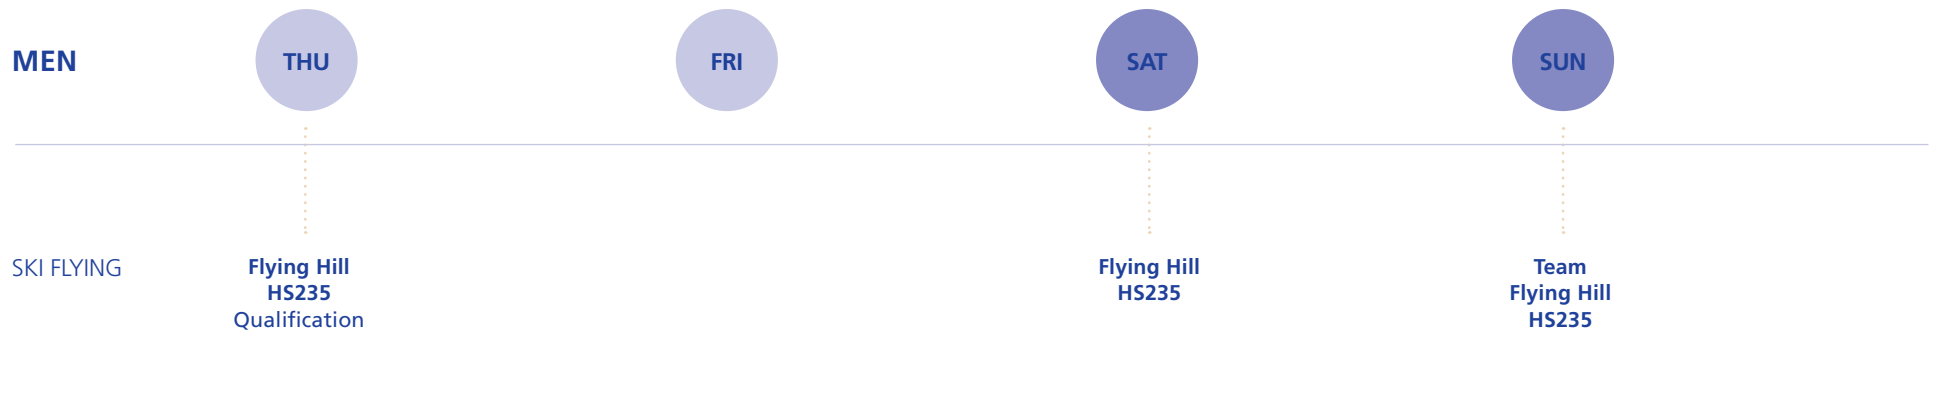 MEN
THU
FRI
SAT
SUN
SKI FLYING
Flying Hill
HS235
Qualification
Flying Hill
HS235
Team
Flying Hill
HS235